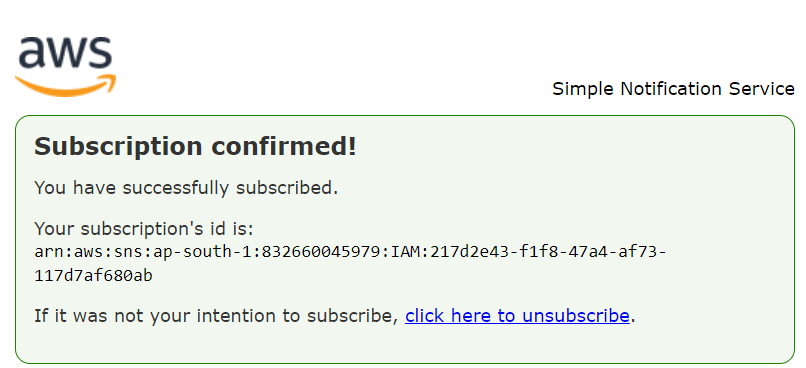 aws
Simple Notification Service
Subscription confirmed!
You have successfully subscribed.
Your subscription's id is:
arn:aws:sns:ap-south-1:832660045979:IAM:217d2e43-f1f8-47a4-af73-
117d7af680ab
If it was not your intention to subscribe, click here to unsubscribe.